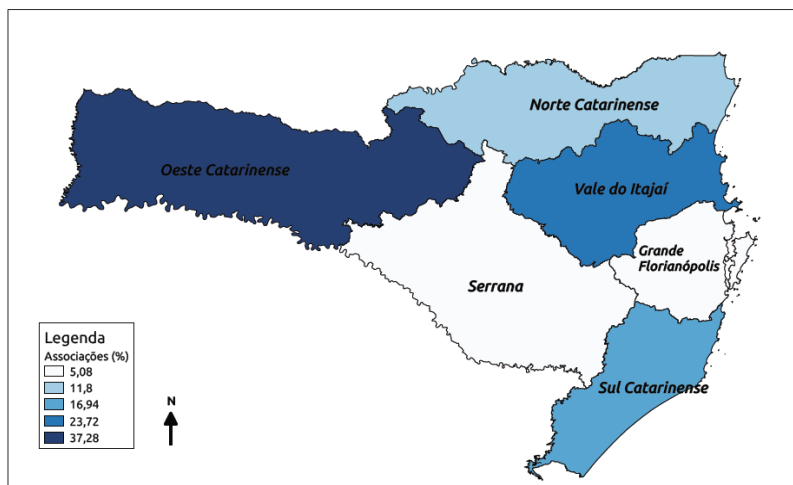 Norte Catarinense
Oeste Catarinense
Vale do Itajaí
Grande
Florianópolis
Serrana
Sul Catarinense
Legenda
Associações (%)
5,08
11,8
16,94
23,72
37,28
N